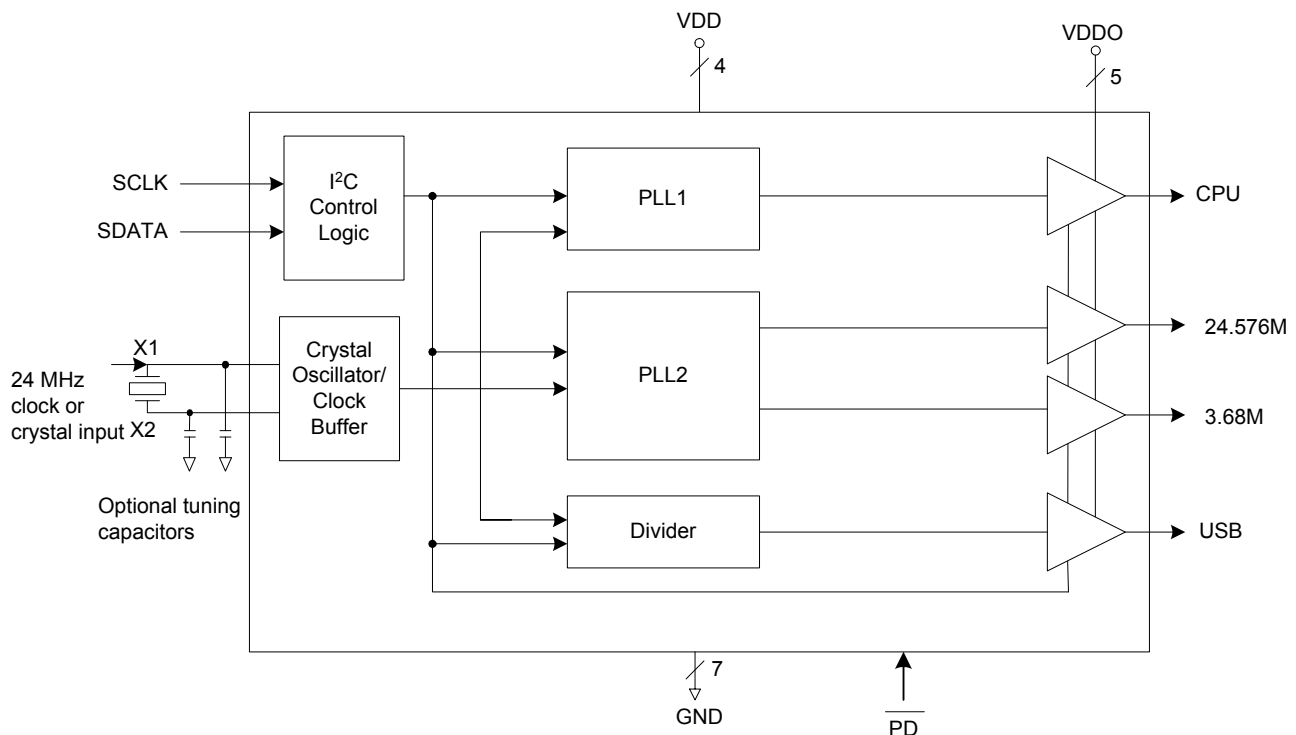 VDD
4
VDDO
5
SCLK
SDATA
I²C
Control
Logic
PLL1
CPU
X1
24 MHz
clock or
crystal input
X2
Crystal
Oscillator/
Clock
Buffer
PLL2
24.576M
3.68M
Optional tuning
capacitors
Divider
USB
7
GND
PD